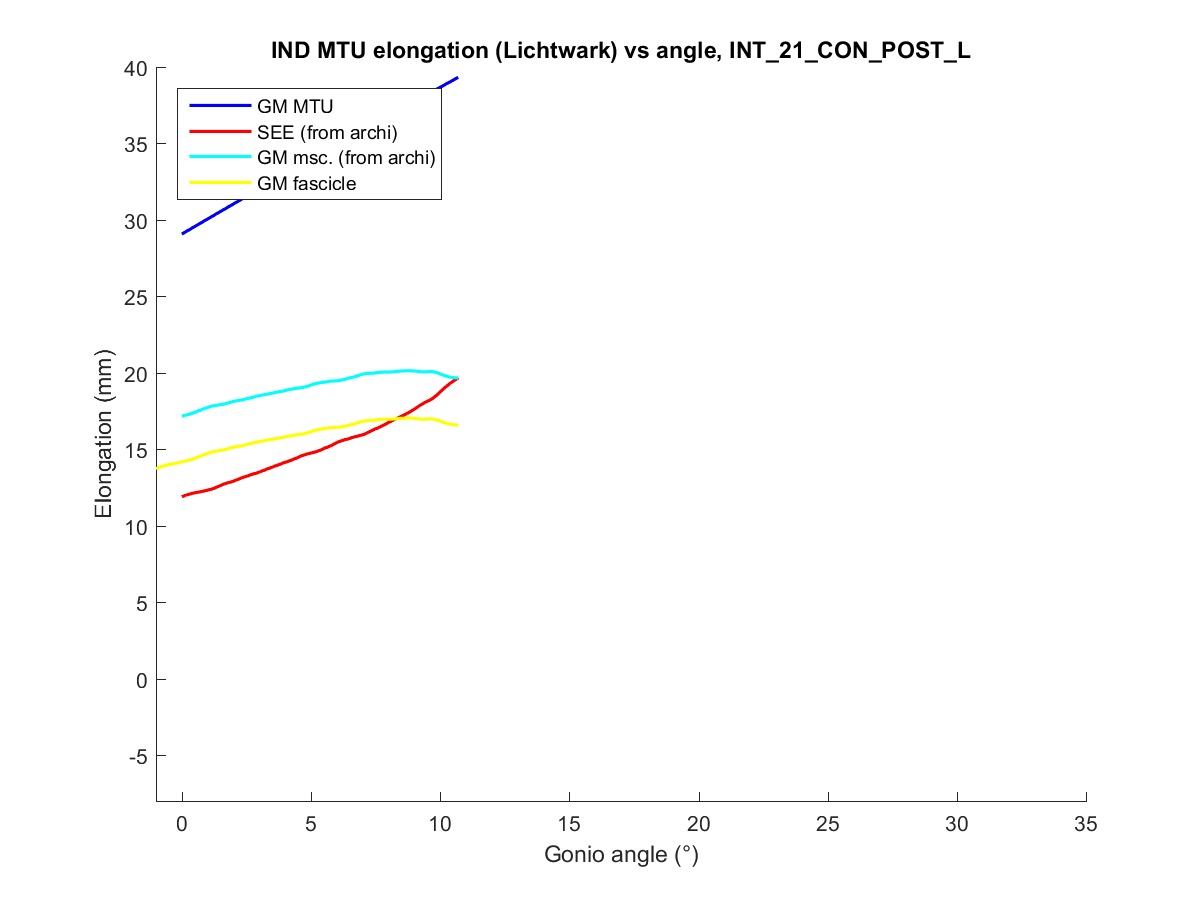 IND MTU elongation (Lichtwark) vs angle, INT_21_CON_POST_L
40
35
30
25
20
15
10
5
0
-5
Elongation (mm)
GM MTU
SEE (from archi)
GM msc. (from archi)
GM fascicle
0 5 10 15 20 25 30 35
Gonio angle (°)